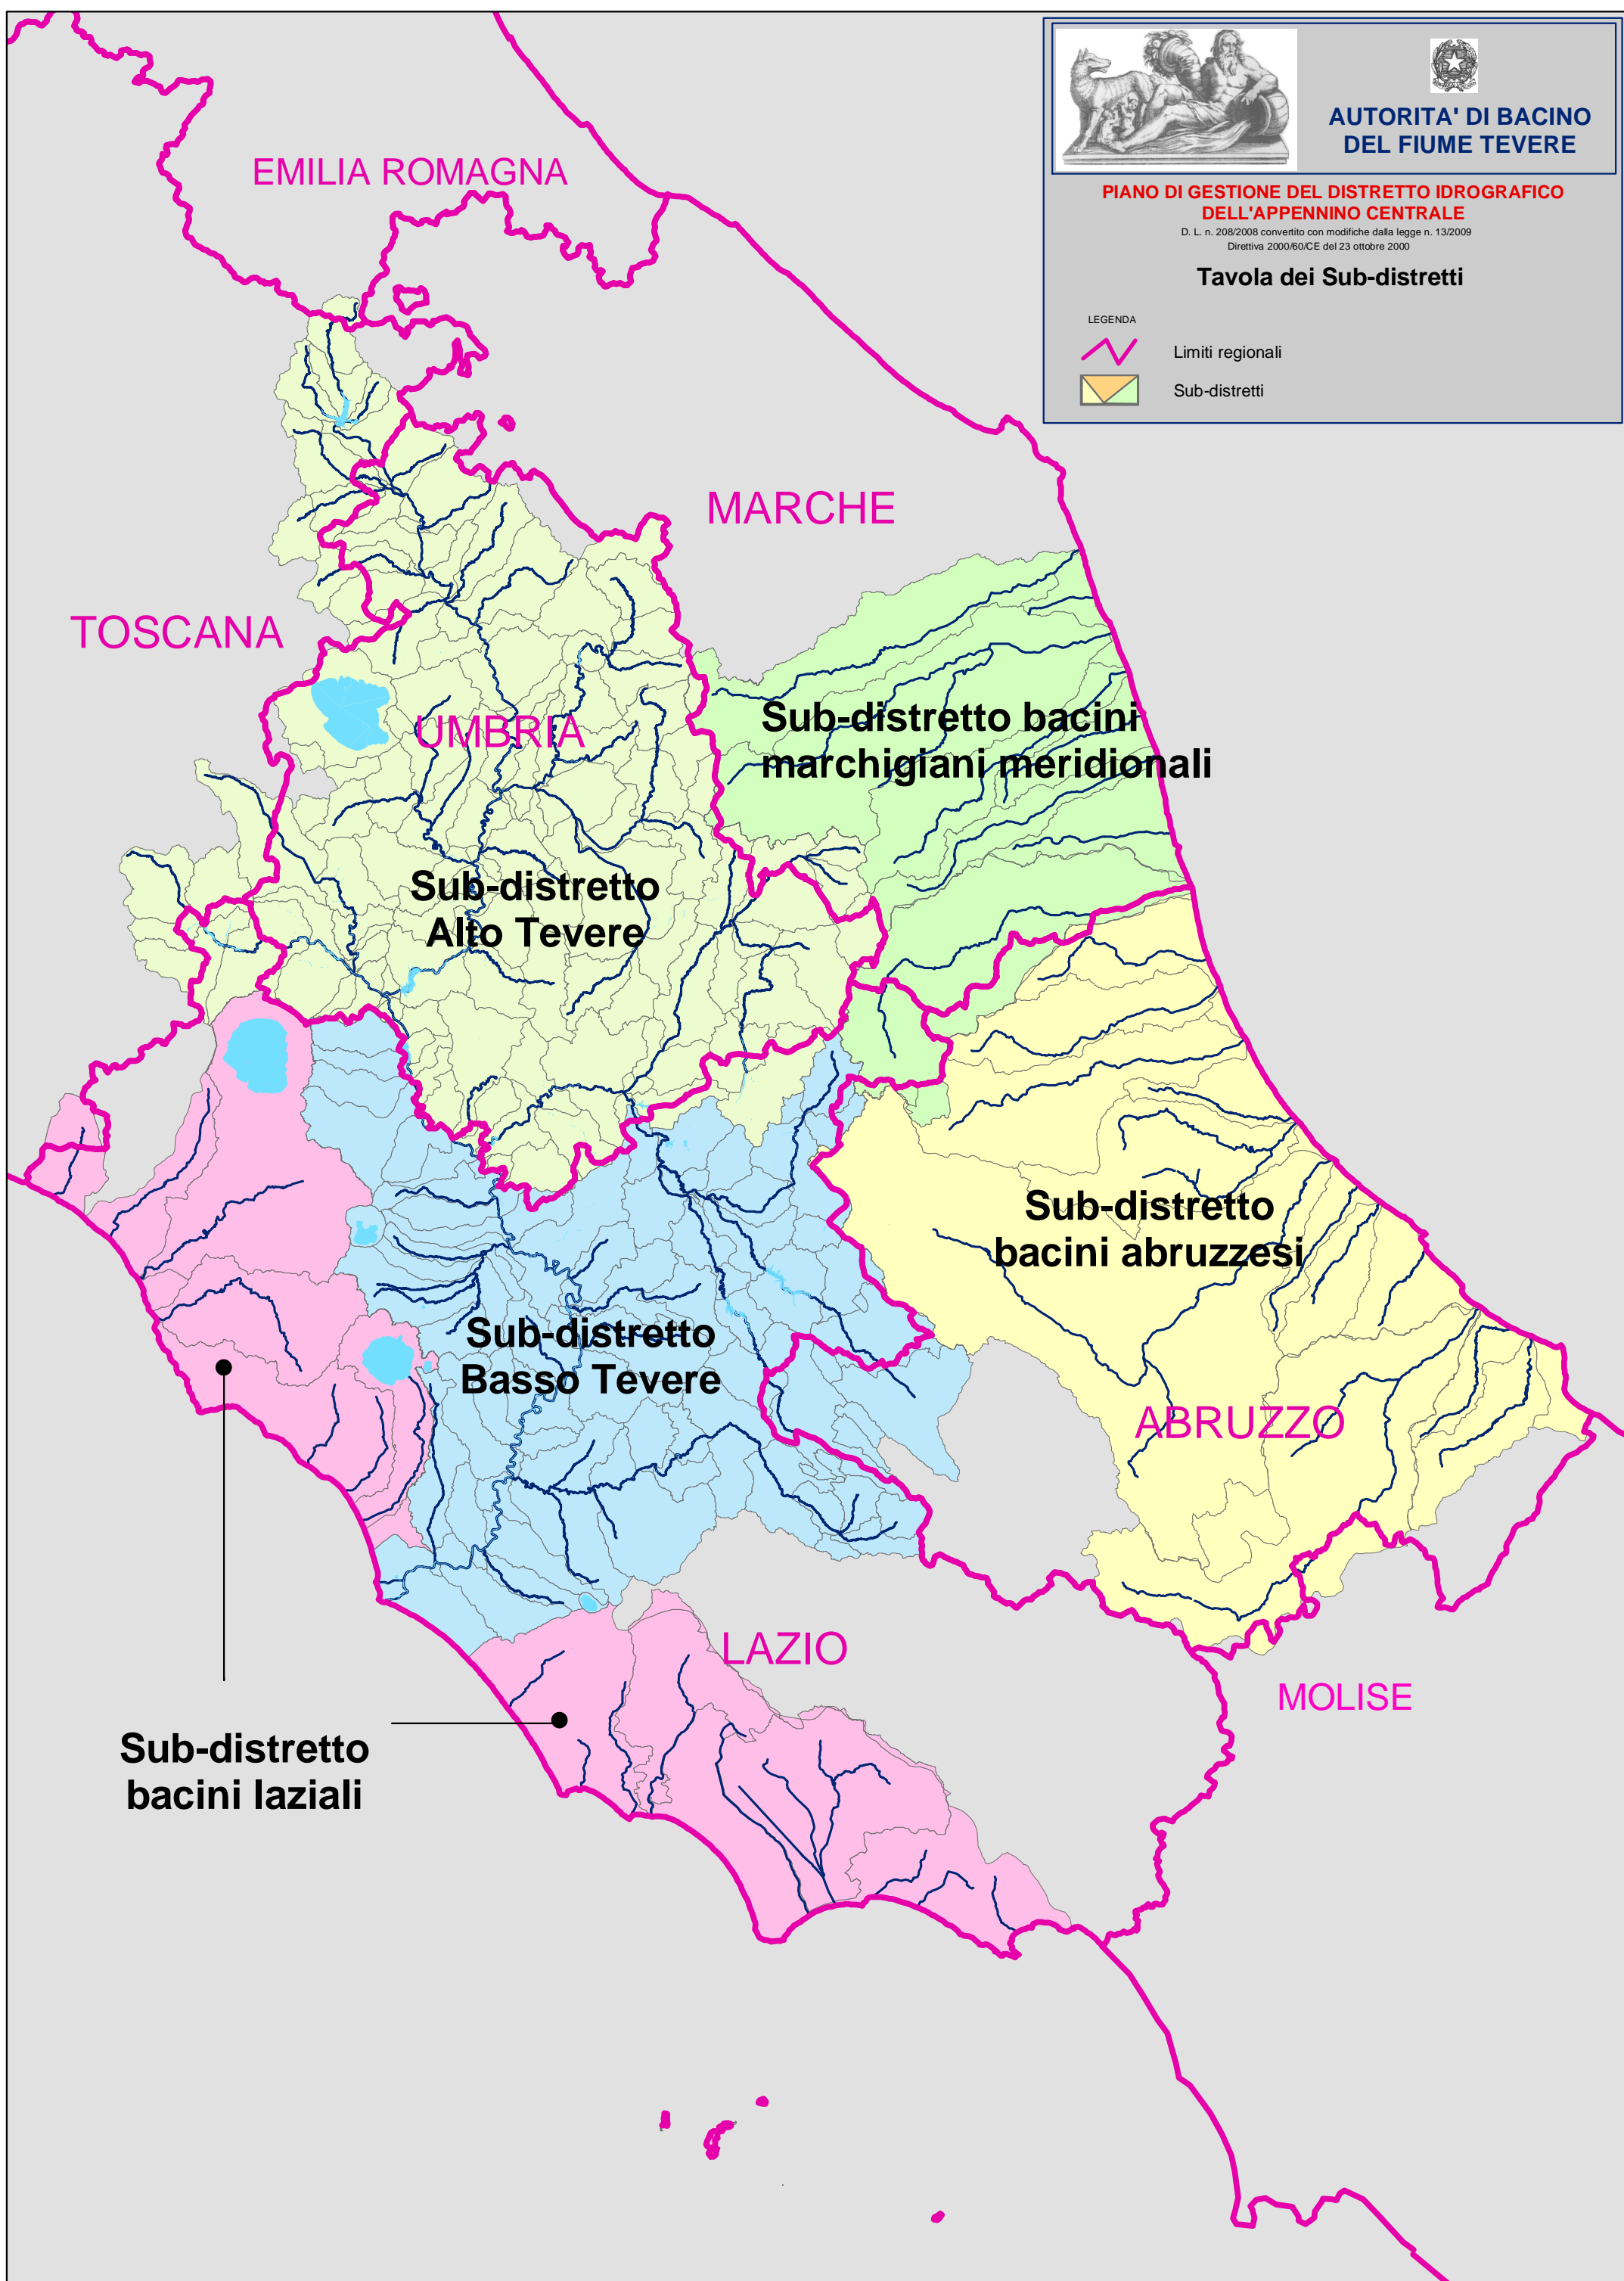 AUTORITA' DI BACINO
DEL FIUME TEVERE
PIANO DI GESTIONE DEL DISTRETTO IDROGRAFICO
DELL'APPENNINO CENTRALE
D. L. n. 208/2008 convertito con modifiche dalla legge n. 13/2009
Direttiva 2000/60/CE del 23 ottobre 2000
Tavola dei Sub-distretti
LEGENDA
Limiti regionali
Sub-distretti
EMILIA ROMAGNA
MARCHE
TOSCANA
UMBRIA
Sub-distretto bacini
marchigiani meridionali
Sub-distretto
Alto Tevere
Sub-distretto
bacini abruzzesi
Sub-distretto
Basso Tevere
ABRUZZO
LAZIO
MOLISE
Sub-distretto
bacini laziali